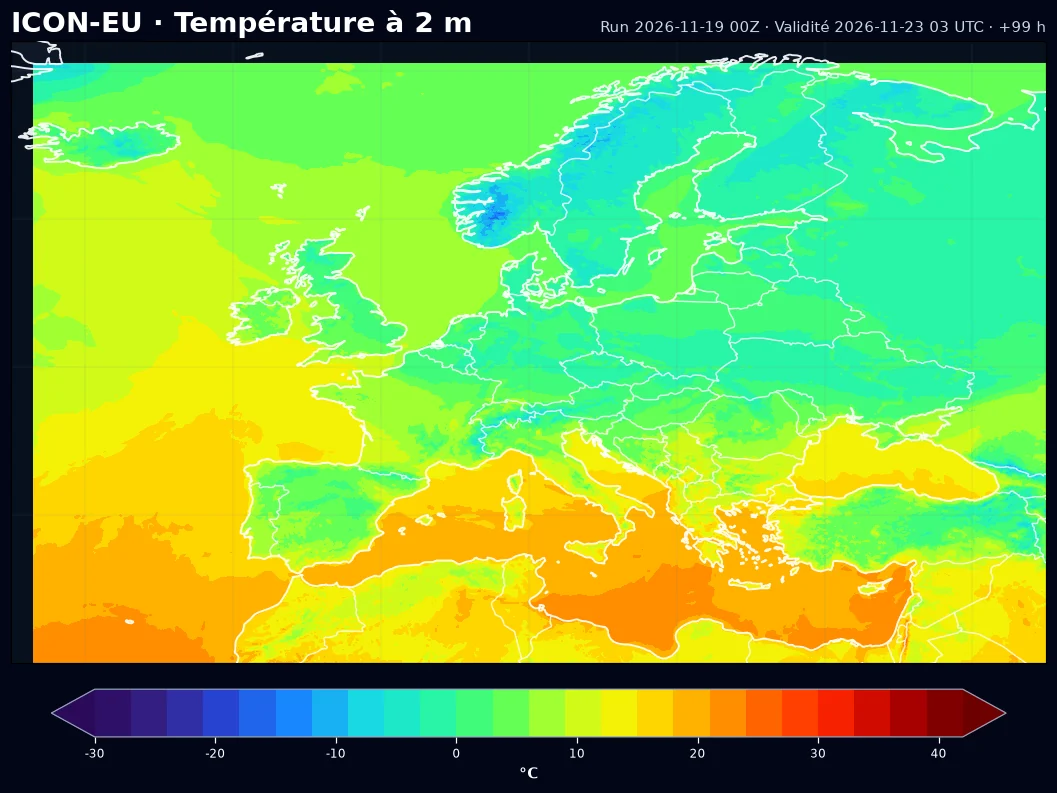 ICON-EU · Température à 2 m
Run 2026-11-19 00Z · Validité 2026-11-23 03 UTC · +99 h
-30 -20 -10 0 10 20 30 40
°C